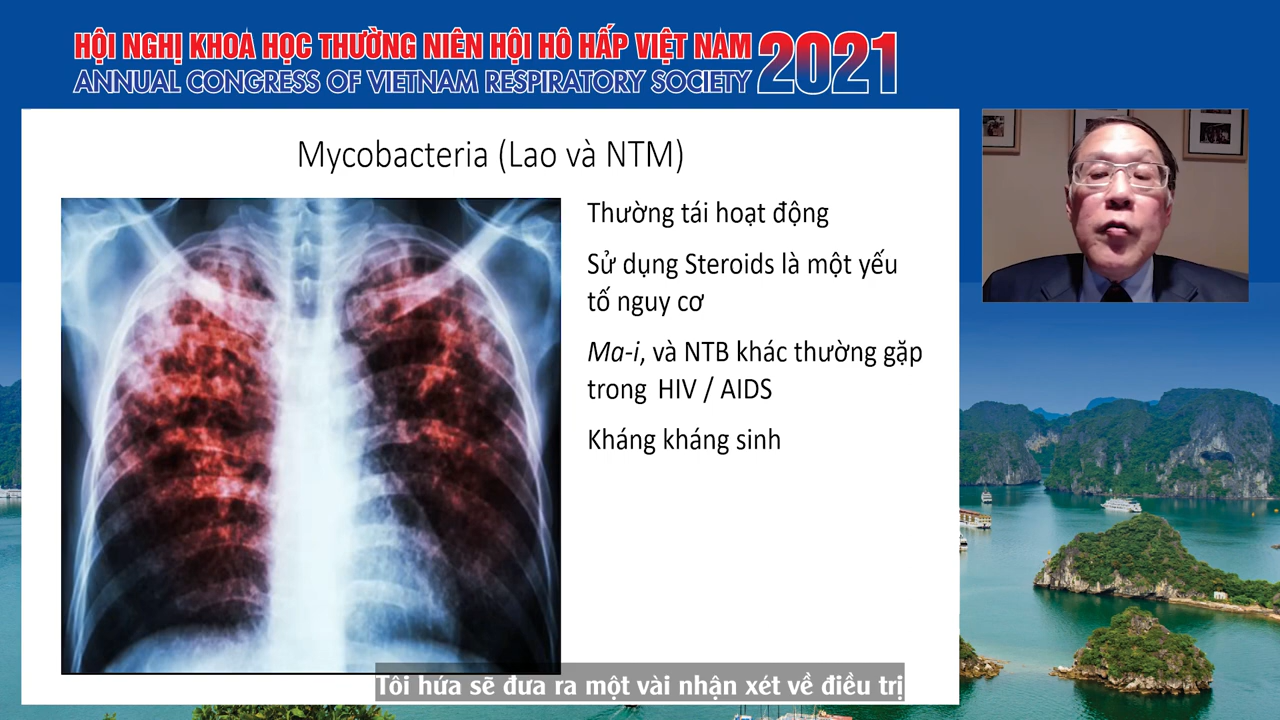 HỘI NGHỊ KHOA HỌC THƯỜNG NIÊN HỘI HÔ HẤP VIỆT NAM 2021
ANNUAL CONGRESS OF VIETNAM RESPIRATORY SOCIETY
Mycobacteria (Lao và NTM)
Thường tái hoạt động
Sử dụng Steroids là một yếu
tố nguy cơ
Ma-i, và NTB khác thường gặp
trong HIV / AIDS
Kháng kháng sinh
Tôi hứa sẽ đưa ra một vài nhận xét về điều trị